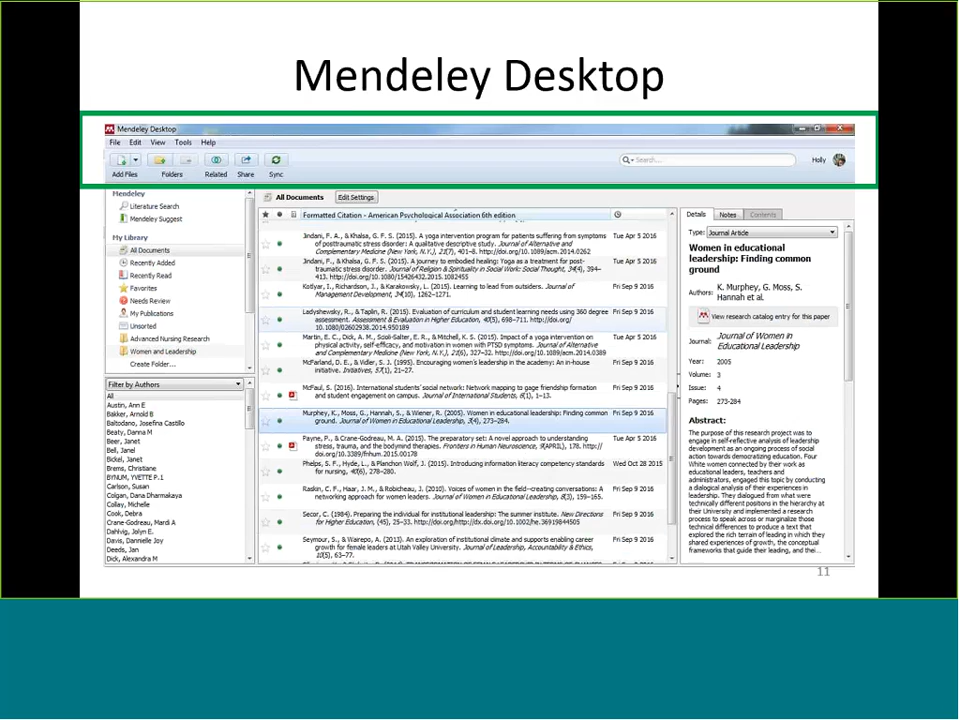 Mendeley Desktop
Mendeley Desktop
File Edit View Tools Help
Search...
Holly
Add Files Folders Related Share Sync
Mendeley
Literature Search
Mendeley Suggest
My Library
All Documents
Recently Added
Recently Read
Favorites
Needs Review
My Publications
Unsorted
Advanced Nursing Research
Women and Leadership
Create Folder...
Filter by Authors
All
Austin, Ann E
Bakker, Arnold B
Baltodano, Josefina Castillo
Beaty, Danna M
Beer, Janet
Bell, Janel
Bickel, Janet
Brems, Christiane
BYNUM, YVETTE P.1
Carlson, Susan
Colgan, Dana Dharmakaya
Collay, Michelle
Cook, Debra
Crane-Godreau, Mardi A
Dahlvig, Jolyn E.
Davis, Dannielle Joy
Deeds, Jan
Dick, Alexandra M
All Documents Edit Settings
Formatted Citation - American Psychological Association 6th edition
Jindani, F. A., & Khalsa, G. F. S. (2015). A yoga intervention program for patients suffering from symptoms Tue Apr 5 2016
of posttraumatic stress disorder: A qualitative descriptive study. Journal of Alternative and
Complementary Medicine (New York, N.Y.), 21(7), 401–8. http://doi.org/10.1089/acm.2014.0262
Jindani, F., & Khalsa, G. F. S. (2015). A journey to embodied healing: Yoga as a treatment for post- Tue Apr 5 2016
traumatic stress disorder. Journal of Religion & Spirituality in Social Work: Social Thought, 34(4), 394–
413. http://doi.org/10.1080/15426432.2015.1082455
Kotlyar, I., Richardson, J., & Karakowsky, L. (2015). Learning to lead from outsiders. Journal of Fri Sep 9 2016
Management Development, 34(10), 1262–1271.
Ladyshewsky, R., & Taplin, R. (2015). Evaluation of curriculum and student learning needs using 360 degree Fri Sep 9 2016
assessment. Assessment & Evaluation in Higher Education, 40(5), 698–711. http://doi.org/
10.1080/02602938.2014.950189
Martin, E. C., Dick, A. M., Scioli-Salter, E. R., & Mitchell, K. S. (2015). Impact of a yoga intervention on Tue Apr 5 2016
physical activity, self-efficacy, and motivation in women with PTSD symptoms. Journal of Alternative
and Complementary Medicine (New York, N.Y.), 21(6), 327–32. http://doi.org/10.1089/acm.2014.0389
McFarland, D. E., & Vidler, S. J. (1995). Encouraging women's leadership in the academy: An in-house Fri Sep 9 2016
initiative. Initiatives, 57(1), 21–27.
McFaul, S. (2016). International students' social network: Network mapping to gage friendship formation Fri Sep 9 2016
and student engagement on campus. Journal of International Students, 6(1), 1–13.
Murphey, K., Moss, G., Hannah, S., & Wiener, R. (2005). Women in educational leadership: Finding common Fri Sep 9 2016
ground. Journal of Women in Educational Leadership, 3(4), 273–284.
Payne, P., & Crane-Godreau, M. A. (2015). The preparatory set: A novel approach to understanding Tue Apr 5 2016
stress, trauma, and the bodymind therapies. Frontiers in Human Neuroscience, 9(APRIL), 178. http://
doi.org/10.3389/fnhum.2015.00178
Phelps, S. F., Hyde, L., & Planchon Wolf, J. (2015). Introducing information literacy competency standards Wed Oct 28 2015
for nursing, 40(6), 278–280.
Raskin, C. F., Haar, J. M., & Robicheau, J. (2010). Voices of women in the field--creating conversations: A Fri Sep 9 2016
networking approach for women leaders. Journal of Women in Educational Leadership, 8(3), 159–165.
Secor, C. (1984). Preparing the individual for institutional leadership: The summer institute. New Directions Fri Sep 9 2016
for Higher Education, (45), 25–33. http://doi.org/http://dx.doi.org/10.1002/he.36919844505
Seymour, S., & Wairepo, A. (2013). An exploration of institutional climate and supports enabling career Fri Sep 9 2016
growth for female leaders at Utah Valley University. Journal of Leadership, Accountability & Ethics,
10(5), 63–77.
Details Notes Contents
Type: Journal Article
Women in educational
leadership: Finding common
ground
Authors: K. Murphey, G. Moss, S.
Hannah et al.
View research catalog entry for this paper
Journal: Journal of Women in
Educational Leadership
Year: 2005
Volume: 3
Issue: 4
Pages: 273-284
Abstract:
The purpose of this research project was to
engage in self-reflective analysis of leadership
development as an ongoing process of social
action towards democratizing education. Four
White women connected by their work as
educational leaders, teachers and
administrators, engaged this topic by conducting
a dialogical analysis of their experiences in
leadership. They dialogued from what were
technically different positions in the hierarchy at
their University and implemented a research
process to speak across or marginalize those
technical differences to produce a text that
explored the rich terrain of leading in which they
shared experiences of growth, the conceptual
frameworks that guide their leading, and thei...
11